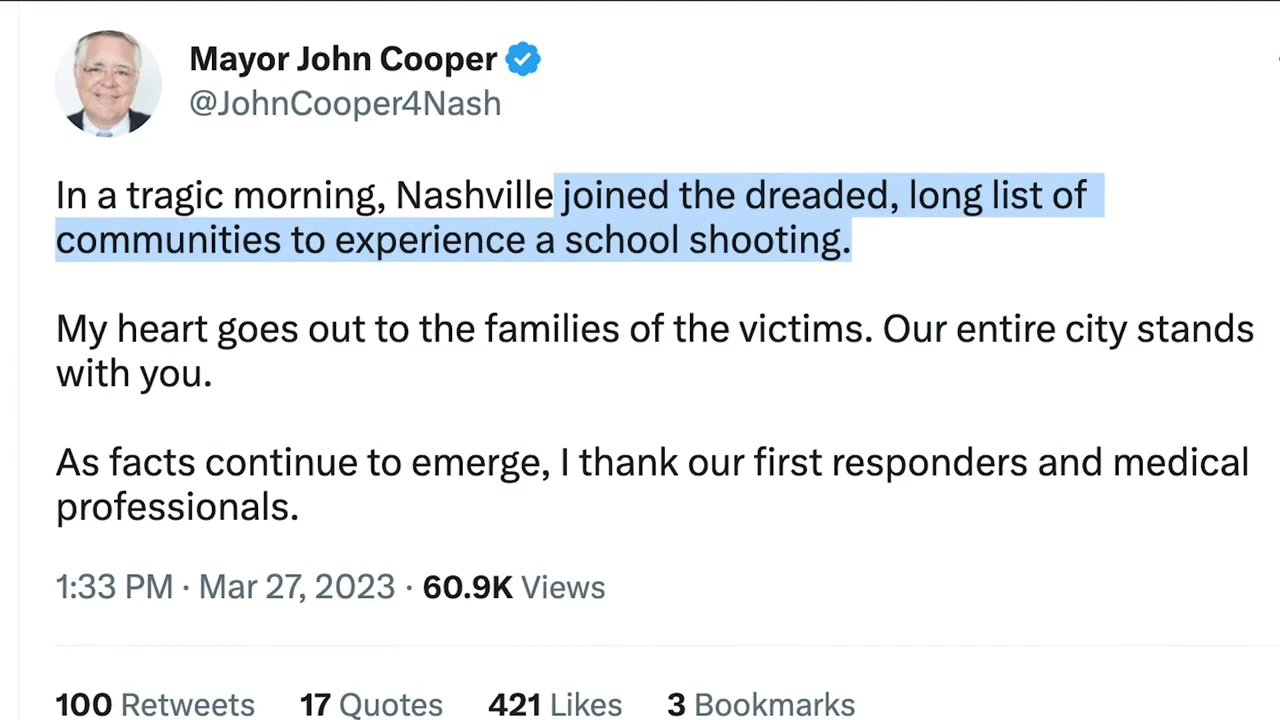 Mayor John Cooper
@JohnCooper4Nash
In a tragic morning, Nashville joined the dreaded, long list of
communities to experience a school shooting.
My heart goes out to the families of the victims. Our entire city stands
with you.
As facts continue to emerge, I thank our first responders and medical
professionals.
1:33 PM · Mar 27, 2023 · 60.9K Views
100 Retweets 17 Quotes 421 Likes 3 Bookmarks